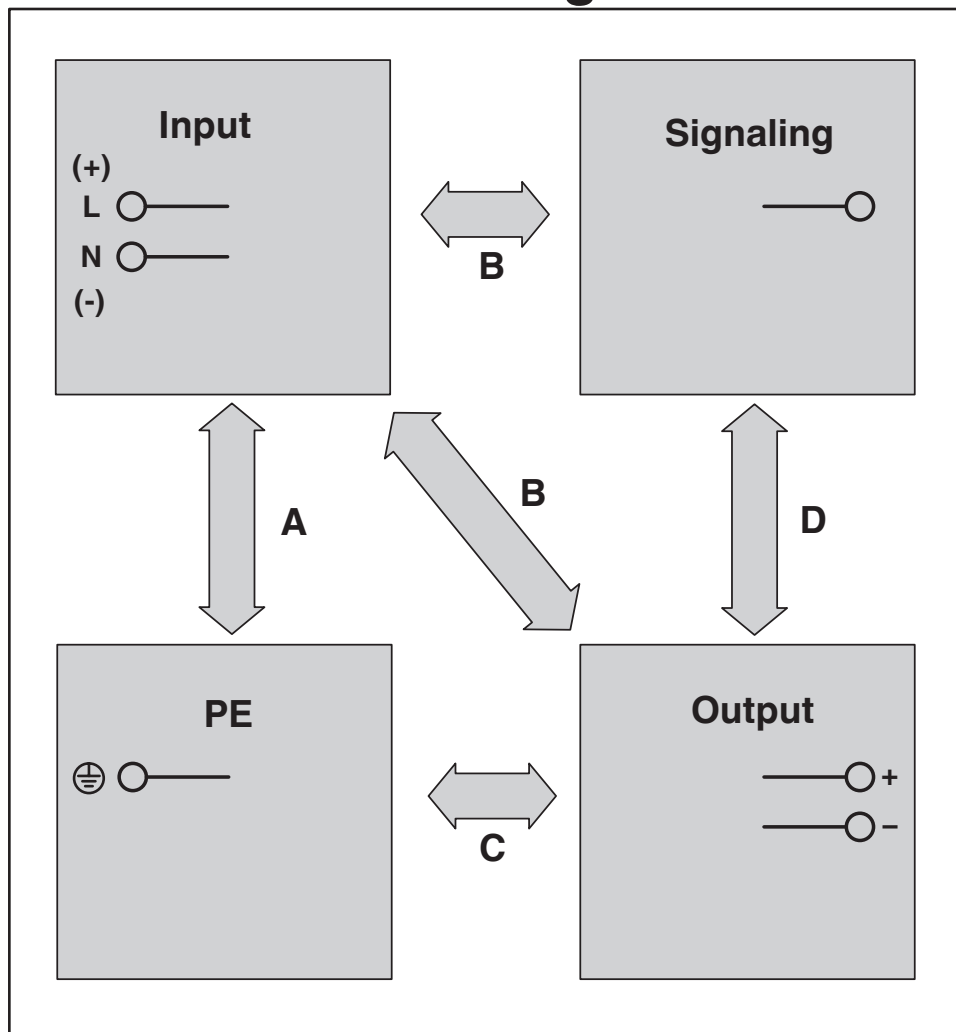 Input
(+)
L
N
(-)
Signaling
B
A
B
D
PE
Output
+
–
C